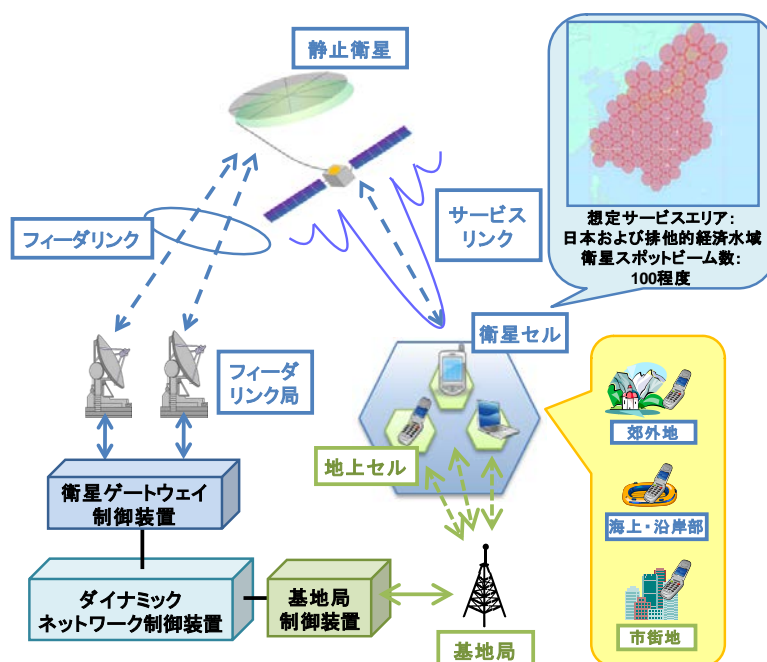 静止衛星
フィーダリンク
サービス
リンク
想定サービスエリア：
日本および排他的経済水域
衛星スポットビーム数：
100程度
衛星セル
フィーダ
リンク局
地上セル
郊外地
海上・沿岸部
市街地
衛星ゲートウェイ
制御装置
ダイナミック
ネットワーク制御装置
基地局
制御装置
基地局